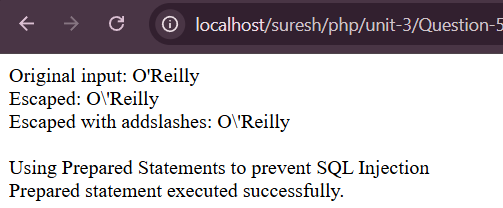 localhost/suresh/php/unit-3/Question-5
Original input: O'Reilly
Escaped: O\'Reilly
Escaped with addslashes: O\'Reilly
Using Prepared Statements to prevent SQL Injection
Prepared statement executed successfully.